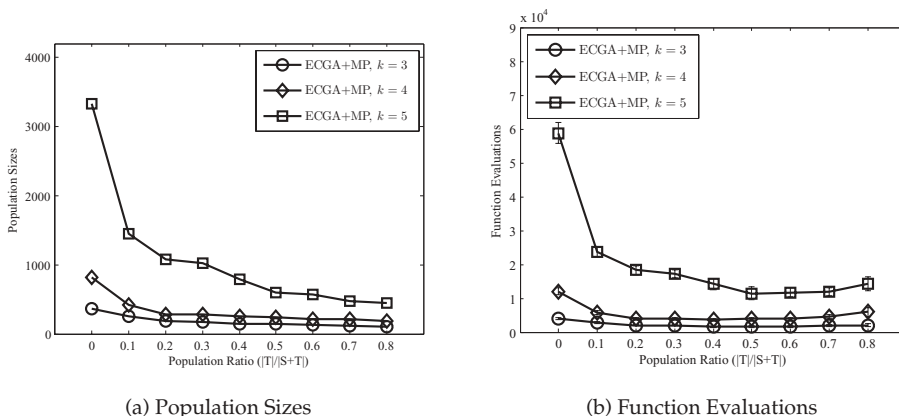 4000
3000
2000
1000
0
Population Sizes
ECGA+MP, k = 3
ECGA+MP, k = 4
ECGA+MP, k = 5
0 0.1 0.2 0.3 0.4 0.5 0.6 0.7 0.8
Population Ratio (|T|/|S+T|)
(a) Population Sizes
x 10^4
9
8
7
6
5
4
3
2
1
0
Function Evaluations
ECGA+MP, k = 3
ECGA+MP, k = 4
ECGA+MP, k = 5
0 0.1 0.2 0.3 0.4 0.5 0.6 0.7 0.8
Population Ratio (|T|/|S+T|)
(b) Function Evaluations